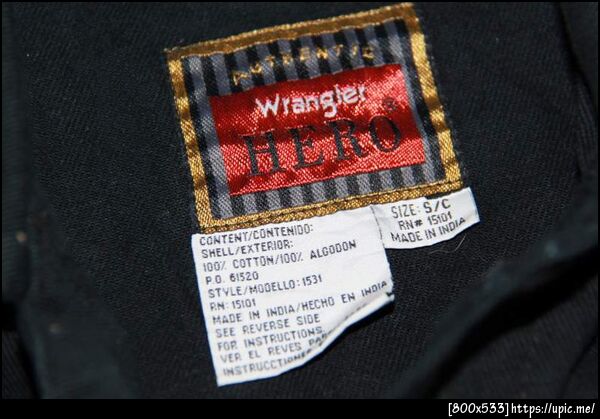 AUTHENTIC
Wrangler
HERO®
SIZE: S/C
RN# 15101
MADE IN INDIA
CONTENT/CONTENIDO:
SHELL/EXTERIOR:
100% COTTON/100% ALGODON
P.O. 61520
STYLE/MODELLO: 1531
RN: 15101
MADE IN INDIA/HECHO EN INDIA
SEE REVERSE SIDE
FOR INSTRUCTIONS.
VER EL REVES
[800x533]https://upic.me/